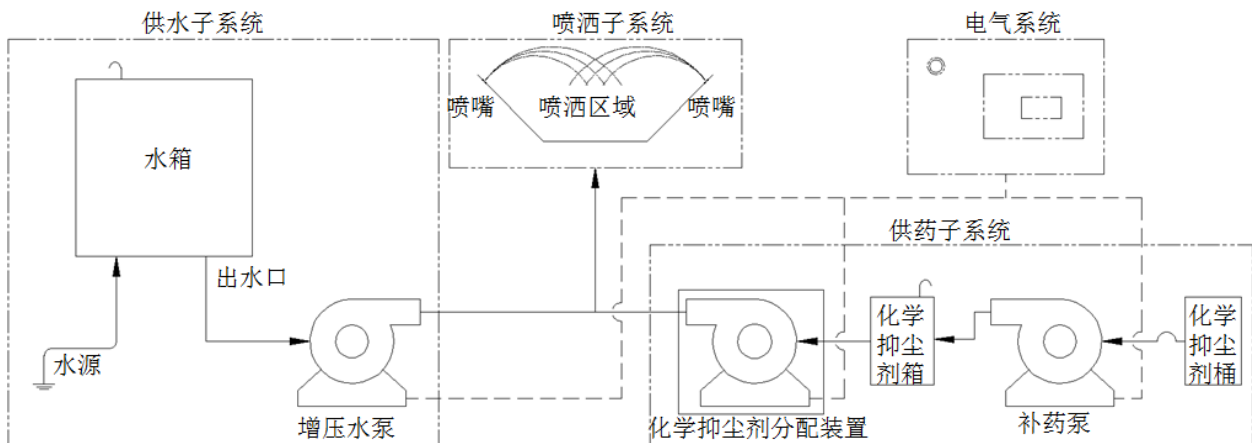 供水子系统
喷洒子系统
电气系统
喷嘴
喷洒区域
喷嘴
水箱
供药子系统
出水口
水源
化学
抑尘
剂箱
化学
抑尘
剂桶
增压水泵
化学抑尘剂分配装置
补药泵